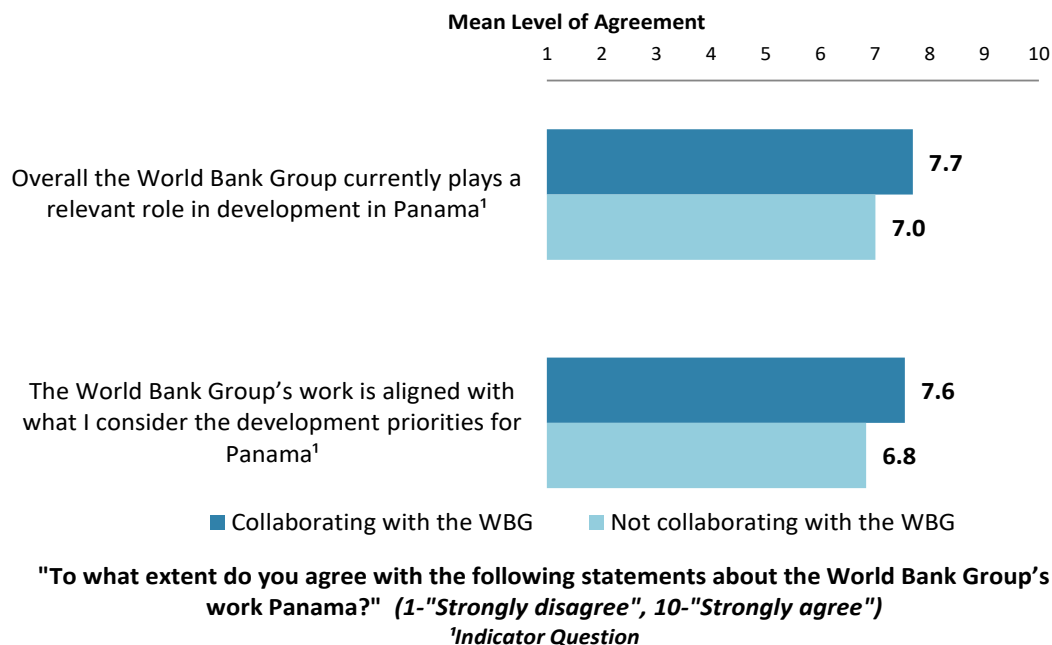 Mean Level of Agreement
1 2 3 4 5 6 7 8 9 10
Overall the World Bank Group currently plays a
relevant role in development in Panama¹
7.7
7.0
The World Bank Group’s work is aligned with
what I consider the development priorities for
Panama¹
7.6
6.8
Collaborating with the WBG Not collaborating with the WBG
"To what extent do you agree with the following statements about the World Bank Group’s
work Panama?" (1-"Strongly disagree", 10-"Strongly agree")
¹Indicator Question